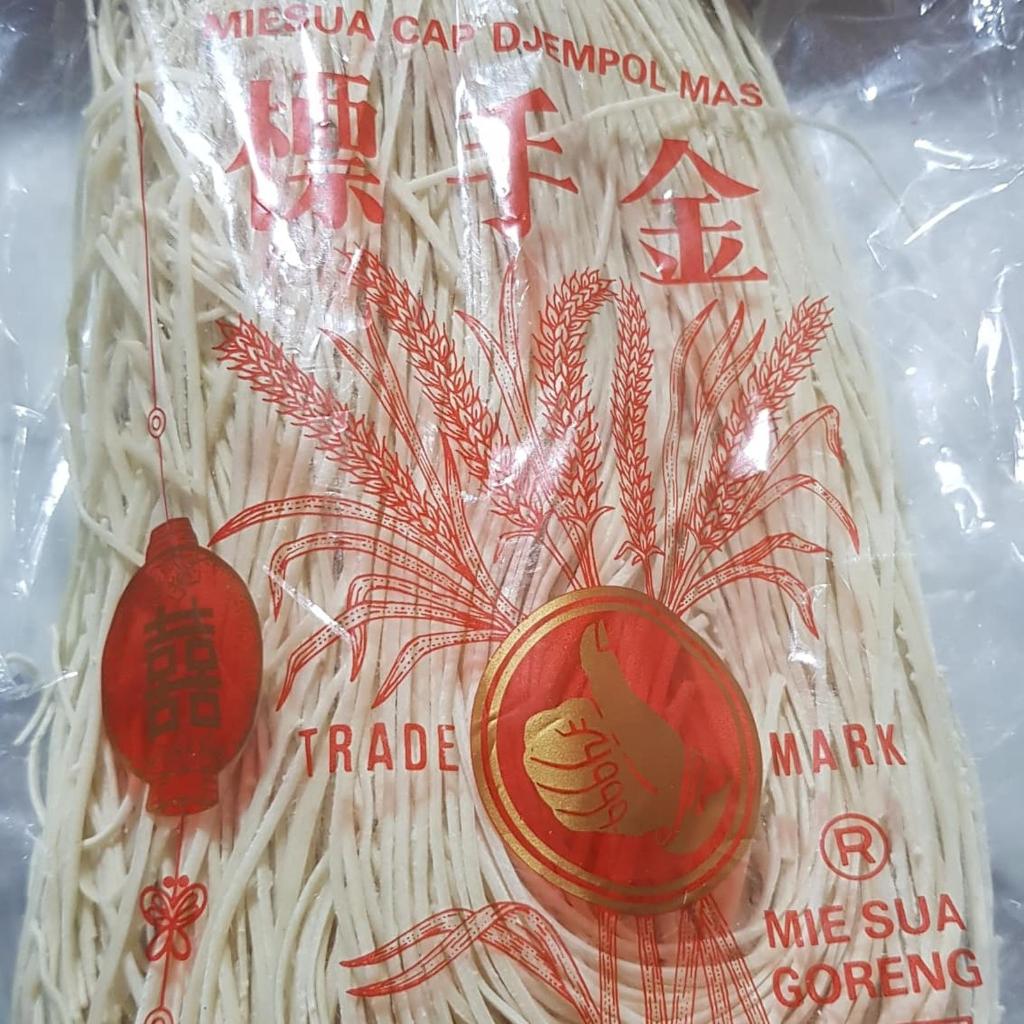 MIESUA CAP DJEMPOL MAS
標手金
囍
TRADE MARK
®
MIE SUA
GORENG